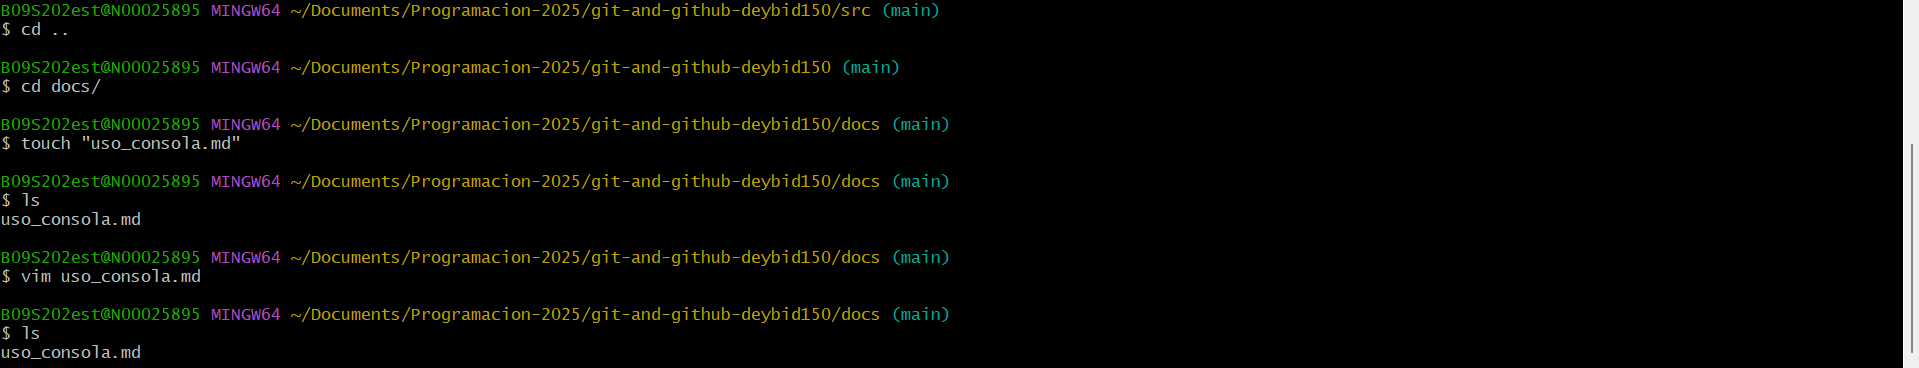 B09S202est@N00025895 MINGW64 ~/Documents/Programacion-2025/git-and-github-deybid150/src (main)
$ cd ..
B09S202est@N00025895 MINGW64 ~/Documents/Programacion-2025/git-and-github-deybid150 (main)
$ cd docs/
B09S202est@N00025895 MINGW64 ~/Documents/Programacion-2025/git-and-github-deybid150/docs (main)
$ touch "uso_consola.md"
B09S202est@N00025895 MINGW64 ~/Documents/Programacion-2025/git-and-github-deybid150/docs (main)
$ ls
uso_consola.md
B09S202est@N00025895 MINGW64 ~/Documents/Programacion-2025/git-and-github-deybid150/docs (main)
$ vim uso_consola.md
B09S202est@N00025895 MINGW64 ~/Documents/Programacion-2025/git-and-github-deybid150/docs (main)
$ ls
uso_consola.md